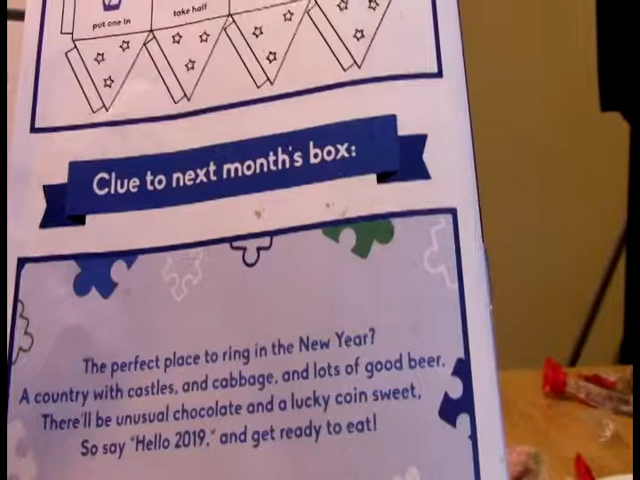 put one in
take half
Clue to next month's box:
The perfect place to ring in the New Year?
A country with castles, and cabbage, and lots of good beer.
There'll be unusual chocolate and a lucky coin sweet,
So say "Hello 2019," and get ready to eat!